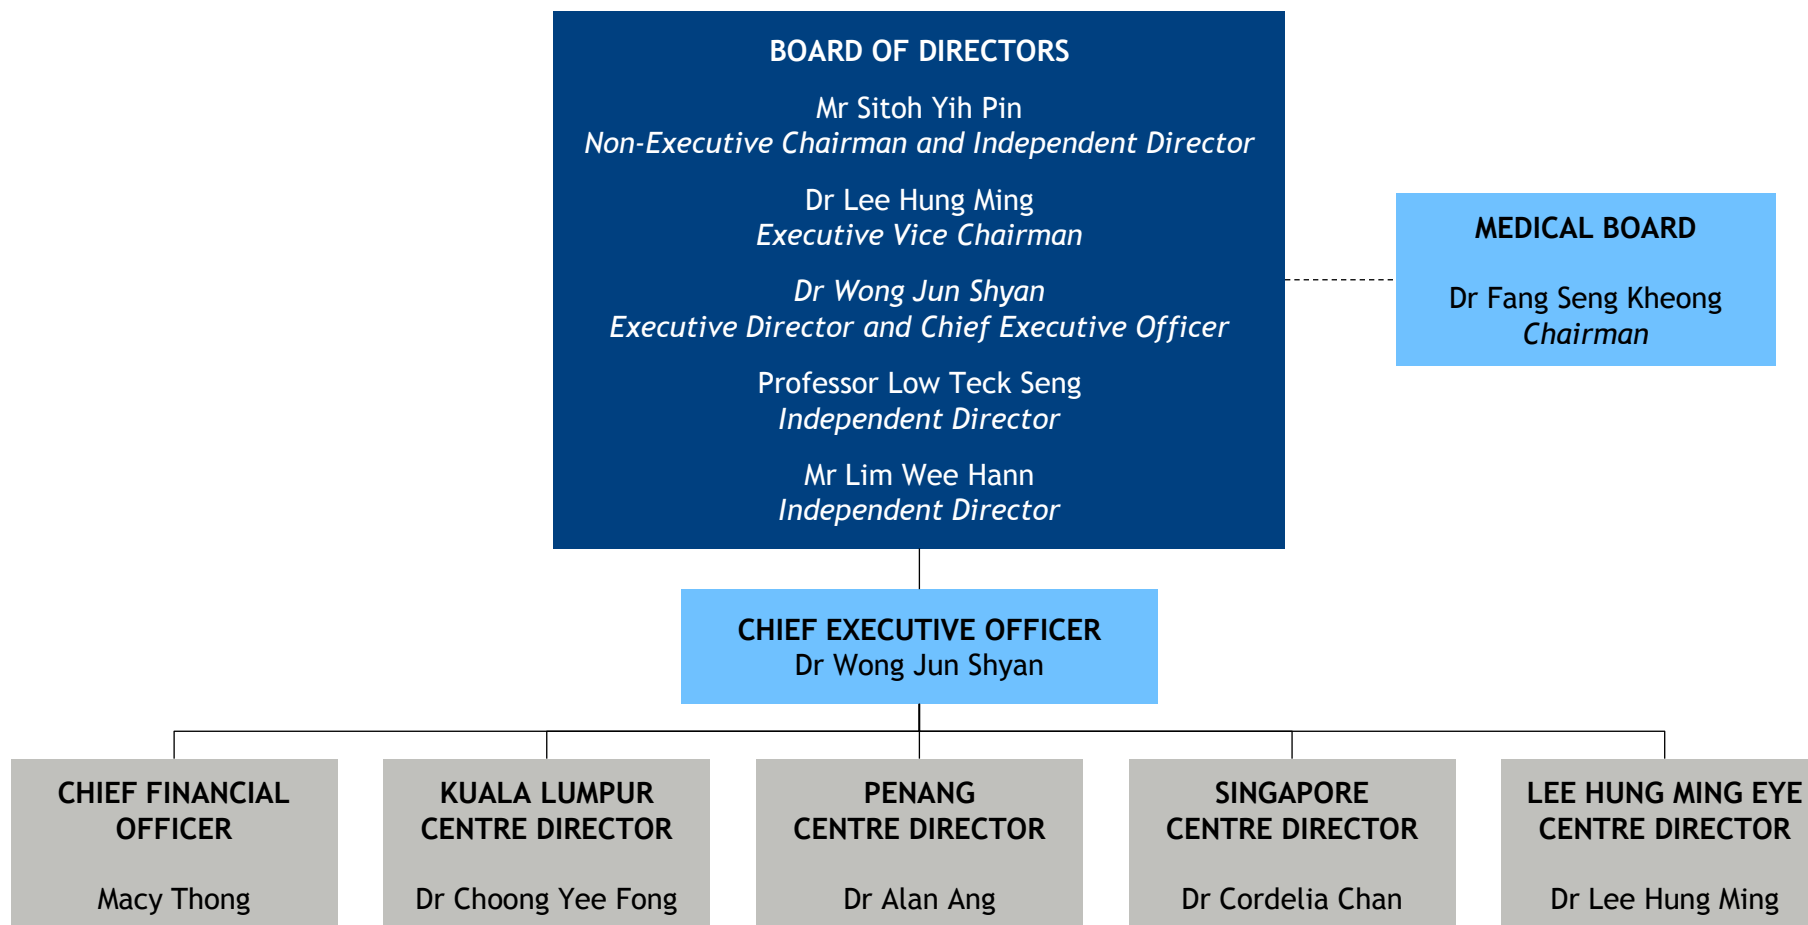 BOARD OF DIRECTORS
Mr Sitoh Yih Pin
Non-Executive Chairman and Independent Director
Dr Lee Hung Ming
Executive Vice Chairman
Dr Wong Jun Shyan
Executive Director and Chief Executive Officer
Professor Low Teck Seng
Independent Director
Mr Lim Wee Hann
Independent Director
MEDICAL BOARD
Dr Fang Seng Kheong
Chairman
CHIEF EXECUTIVE OFFICER
Dr Wong Jun Shyan
CHIEF FINANCIAL
OFFICER
Macy Thong
KUALA LUMPUR
CENTRE DIRECTOR
Dr Choong Yee Fong
PENANG
CENTRE DIRECTOR
Dr Alan Ang
SINGAPORE
CENTRE DIRECTOR
Dr Cordelia Chan
LEE HUNG MING EYE
CENTRE DIRECTOR
Dr Lee Hung Ming